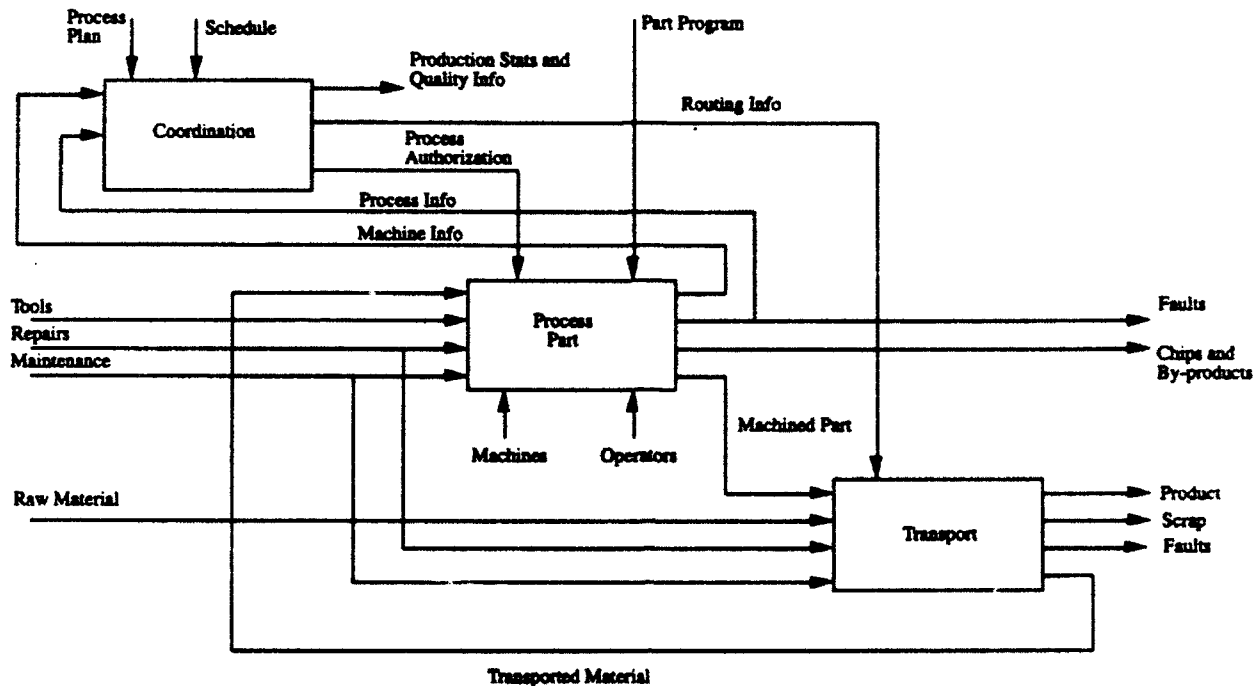 Process
Plan
Schedule
Part Program
Production Stats and
Quality Info
Routing Info
Coordination
Process
Authorization
Process Info
Machine Info
Tools
Process
Part
Faults
Repairs
Maintenance
Chips and
By-products
Machined Part
Machines
Operators
Raw Material
Product
Scrap
Transport
Faults
Transported Material